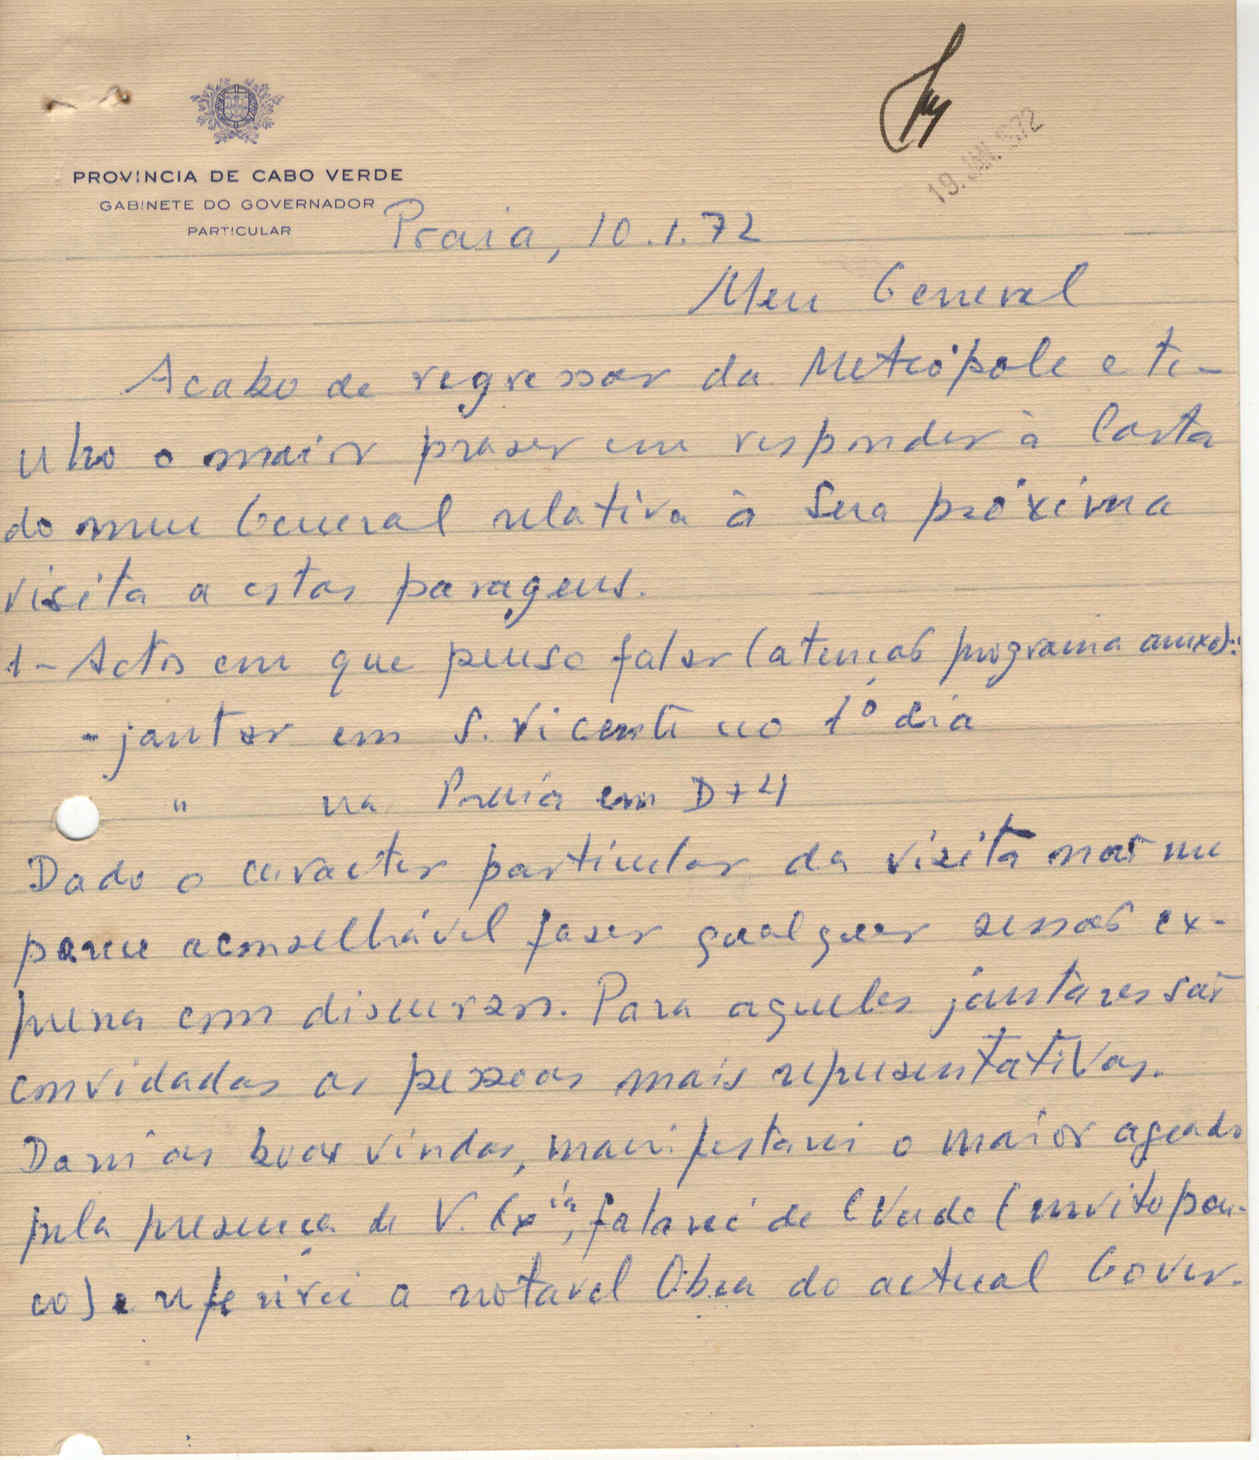 PROVÍNCIA DE CABO VERDE
GABINETE DO GOVERNADOR
PARTICULAR
19. JAN. 1972
Praia, 10.1.72
Meu General
Acabo de regressar da Metrópole e te-
nho o maior prazer em responder à Carta
do meu General relativa à Sua próxima
visita a estas paragens.
1- Actos em que penso falar (atenção programa anexo):
- jantar em S. Vicente no 1º dia
" na Praia em D+4
Dado o caracter particular da visita não me
parece aconselhável fazer qualquer sessão ex-
pressa com discursos. Para aqueles jantares são
convidadas as pessoas mais representativas.
Darei as boas vindas, manifestarei o maior agrado
pela presença de V. Exia, falarei de CVerde (muito pou-
co) e referirei a notável Obra do actual Gover-